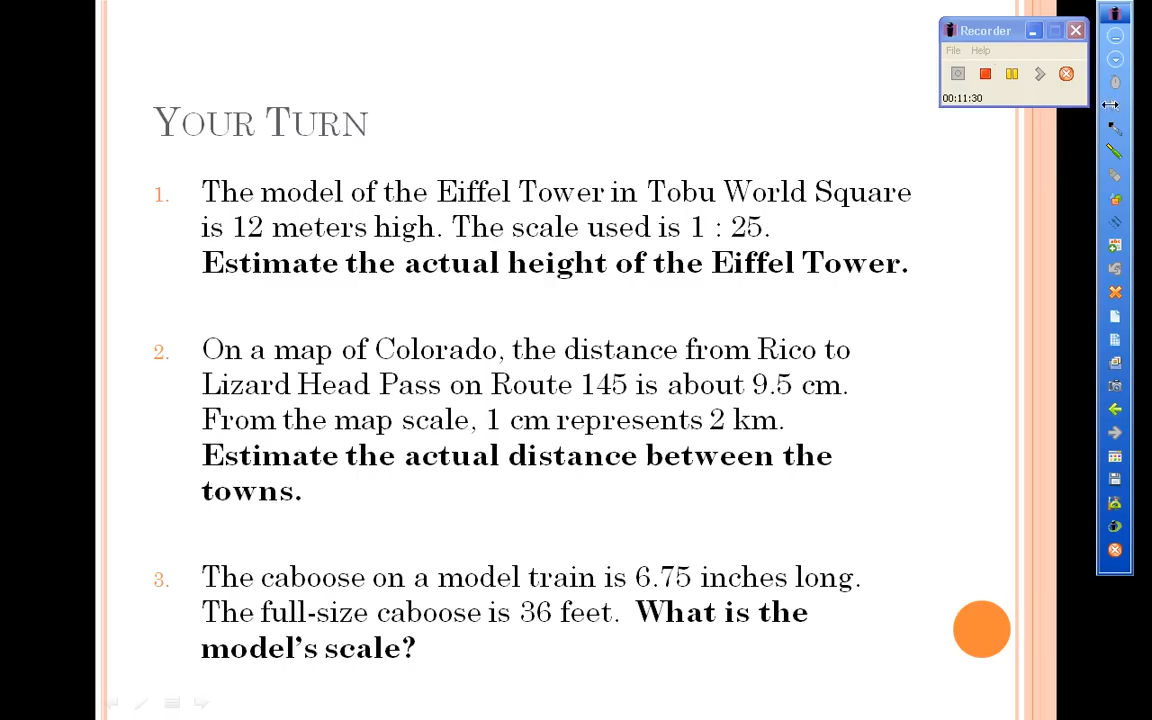 Recorder
File Help
00:11:30
YOUR TURN
1. The model of the Eiffel Tower in Tobu World Square
is 12 meters high. The scale used is 1 : 25.
Estimate the actual height of the Eiffel Tower.
2. On a map of Colorado, the distance from Rico to
Lizard Head Pass on Route 145 is about 9.5 cm.
From the map scale, 1 cm represents 2 km.
Estimate the actual distance between the
towns.
3. The caboose on a model train is 6.75 inches long.
The full-size caboose is 36 feet. What is the
model's scale?